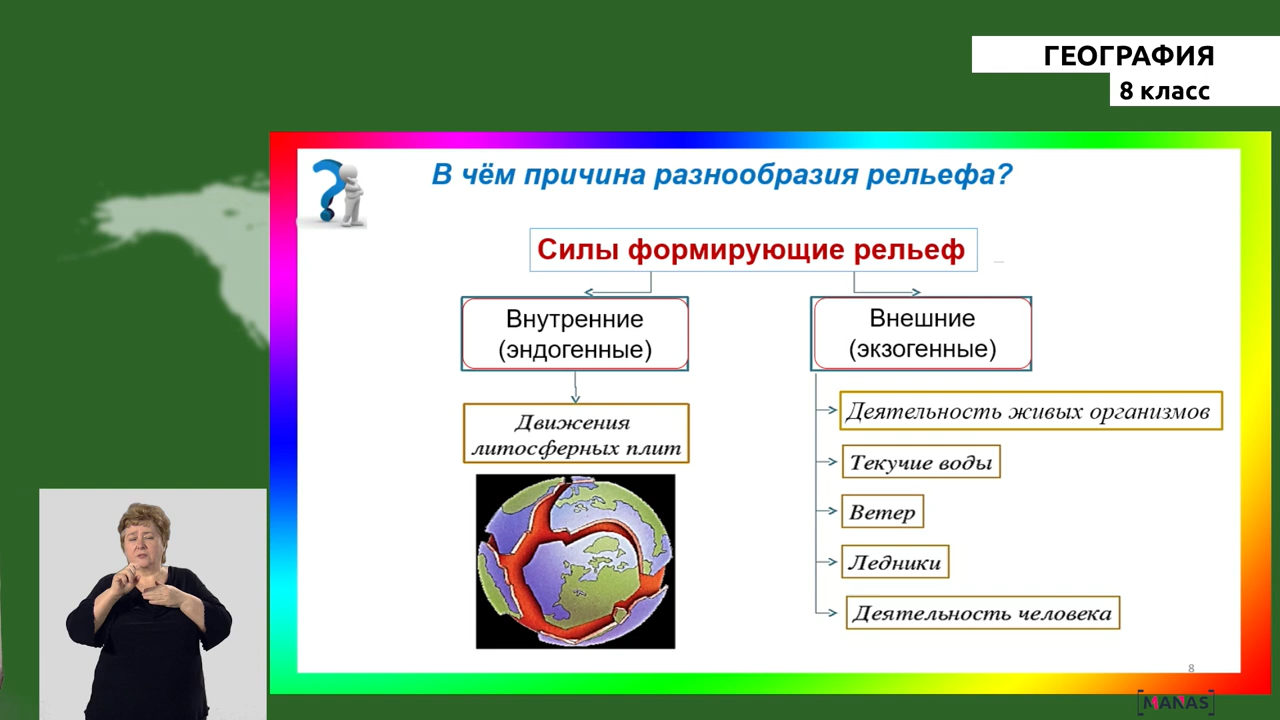 ГЕОГРАФИЯ
8 класс
В чём причина разнообразия рельефа?
Силы формирующие рельеф
Внутренние
(эндогенные)
Внешние
(экзогенные)
Движения
литосферных плит
Деятельность живых организмов
Текучие воды
Ветер
Ледники
Деятельность человека
8
[MANAS]